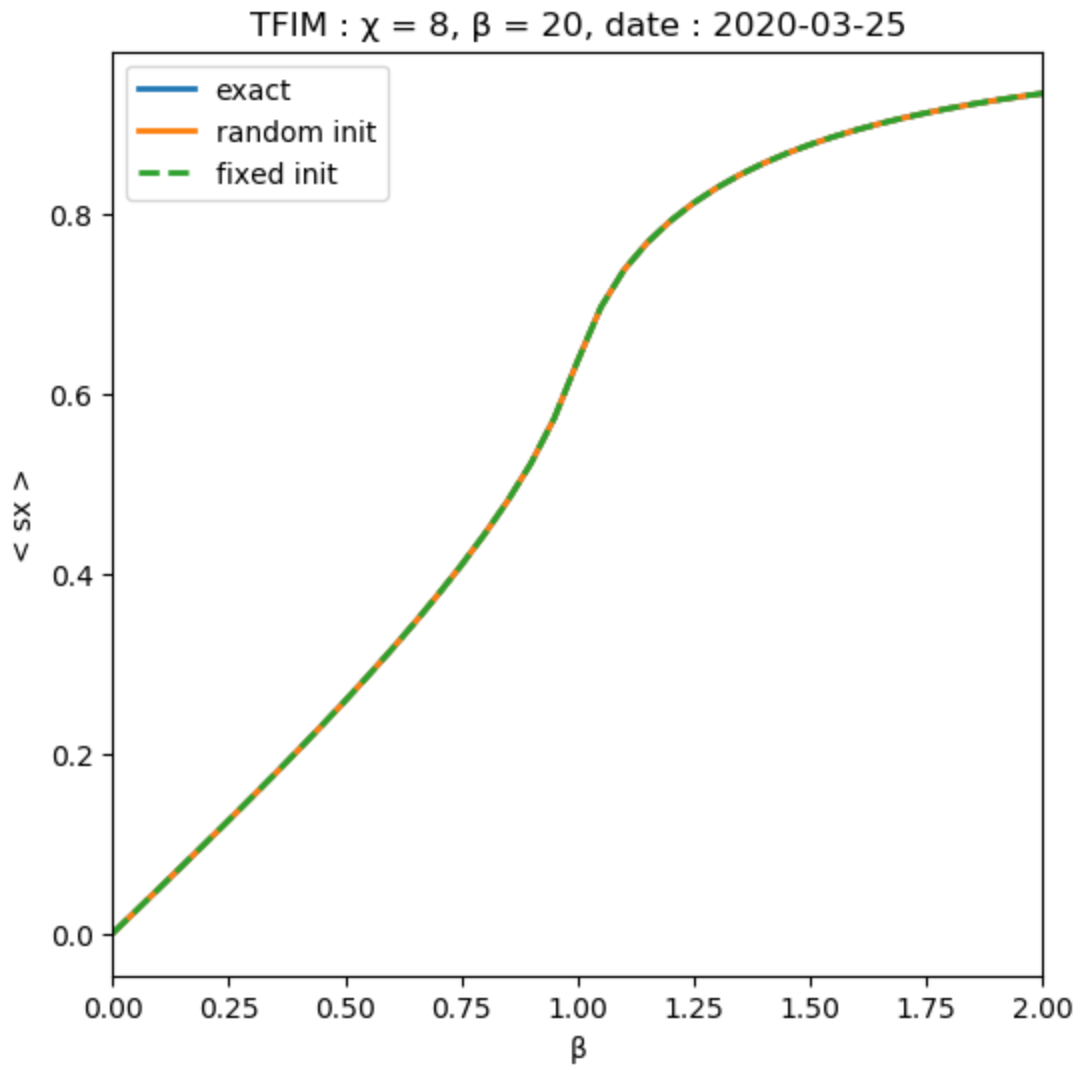 TFIM : χ = 8, β = 20, date : 2020-03-25
exact
random init
fixed init
0.8
0.6
0.4
0.2
0.0
< sx >
0.00 0.25 0.50 0.75 1.00 1.25 1.50 1.75 2.00
β